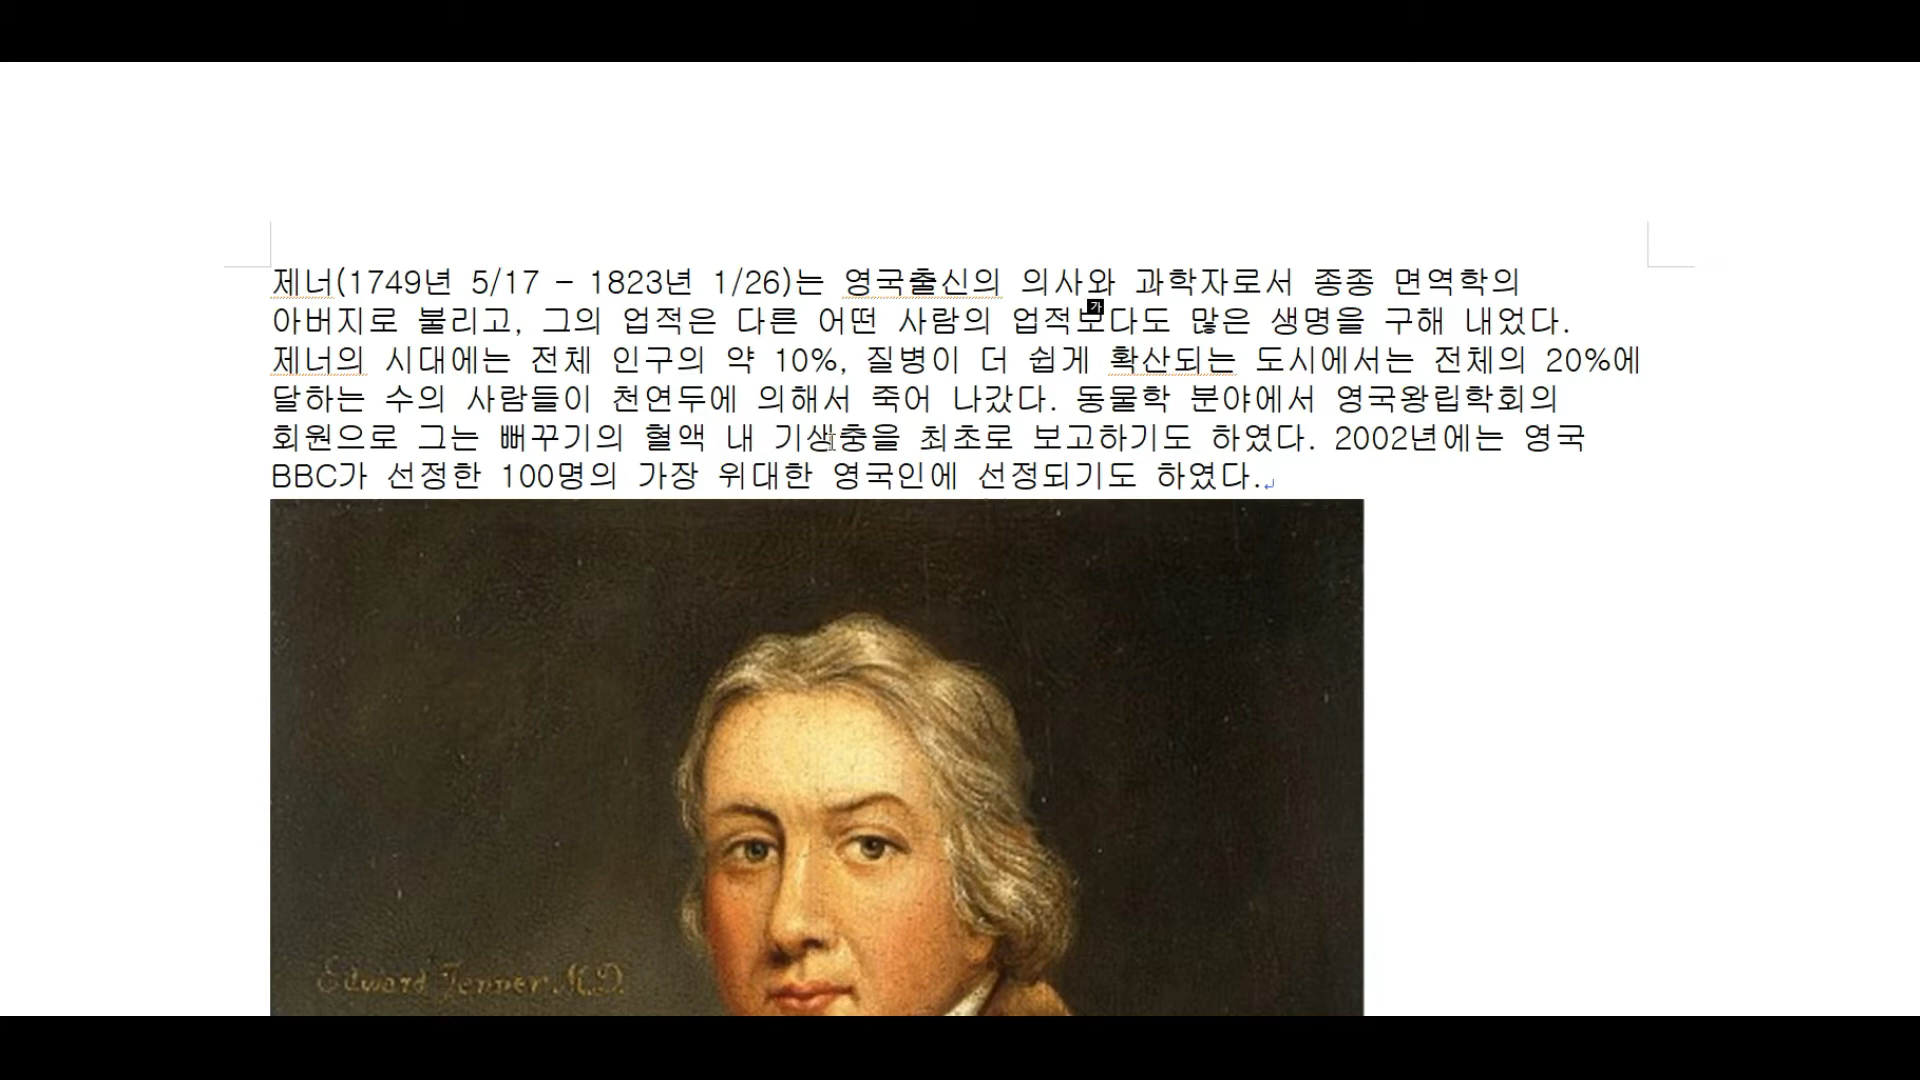 제너(1749년 5/17 – 1823년 1/26)는 영국출신의 의사와 과학자로서 종종 면역학의
아버지로 불리고, 그의 업적은 다른 어떤 사람의 업적보다도 많은 생명을 구해 내었다.
제너의 시대에는 전체 인구의 약 10%, 질병이 더 쉽게 확산되는 도시에서는 전체의 20%에
달하는 수의 사람들이 천연두에 의해서 죽어 나갔다. 동물학 분야에서 영국왕립학회의
회원으로 그는 뻐꾸기의 혈액 내 기생충을 최초로 보고하기도 하였다. 2002년에는 영국
BBC가 선정한 100명의 가장 위대한 영국인에 선정되기도 하였다.
가
Edward Jenner M.D.